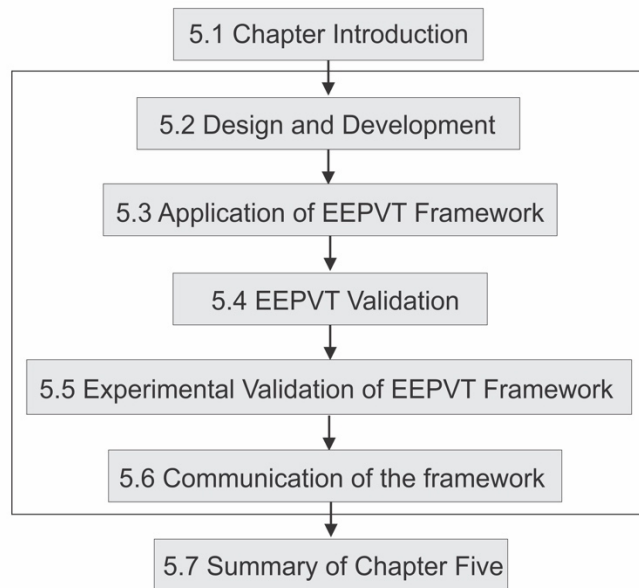 5.1 Chapter Introduction
5.2 Design and Development
5.3 Application of EEPVT Framework
5.4 EEPVT Validation
5.5 Experimental Validation of EEPVT Framework
5.6 Communication of the framework
5.7 Summary of Chapter Five